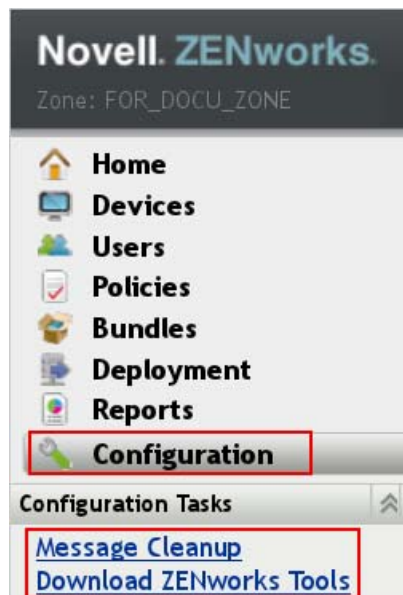 Novell. ZENworks.
Zone: FOR_DOCU_ZONE
Home
Devices
Users
Policies
Bundles
Deployment
Reports
Configuration
Configuration Tasks
Message Cleanup
Download ZENworks Tools